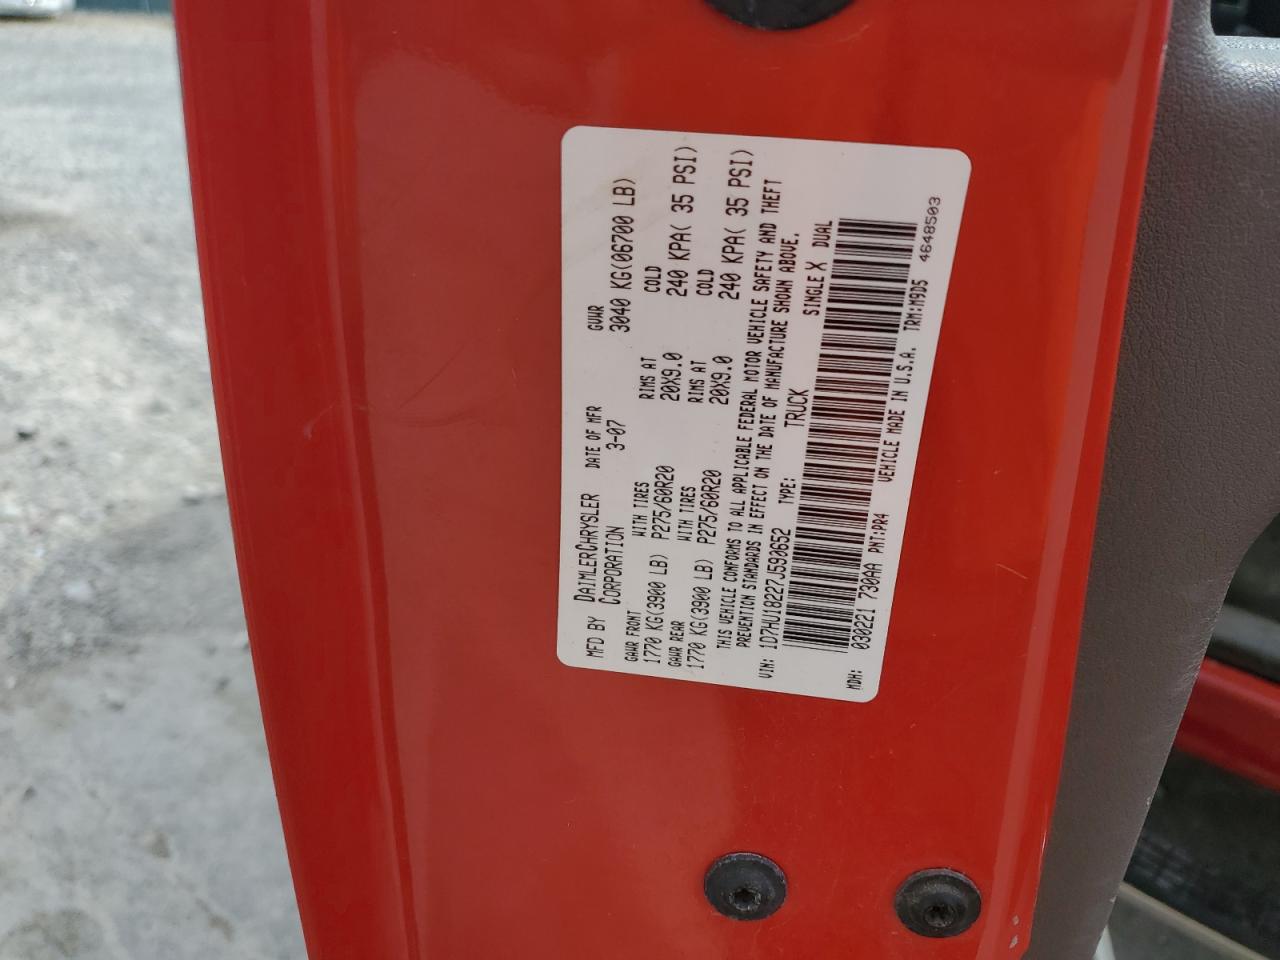 MFD BY DAIMLERCHRYSLER CORPORATION DATE OF MFR 3-07 GVWR 3040 KG(06700 LB)
GAWR FRONT WITH TIRES RIMS AT COLD
1770 KG(3900 LB) P275/60R20 20X9.0 240 KPA( 35 PSI)
GAWR REAR WITH TIRES RIMS AT COLD
1770 KG(3900 LB) P275/60R20 20X9.0 240 KPA( 35 PSI)
THIS VEHICLE CONFORMS TO ALL APPLICABLE FEDERAL MOTOR VEHICLE SAFETY AND THEFT
PREVENTION STANDARDS IN EFFECT ON THE DATE OF MANUFACTURE SHOWN ABOVE.
VIN: 1D7HU18227J590652 TYPE: TRUCK SINGLE X DUAL
MDH: 030221 730AA PNT:PR4 VEHICLE MADE IN U.S.A. TRM:M9D5 4648503